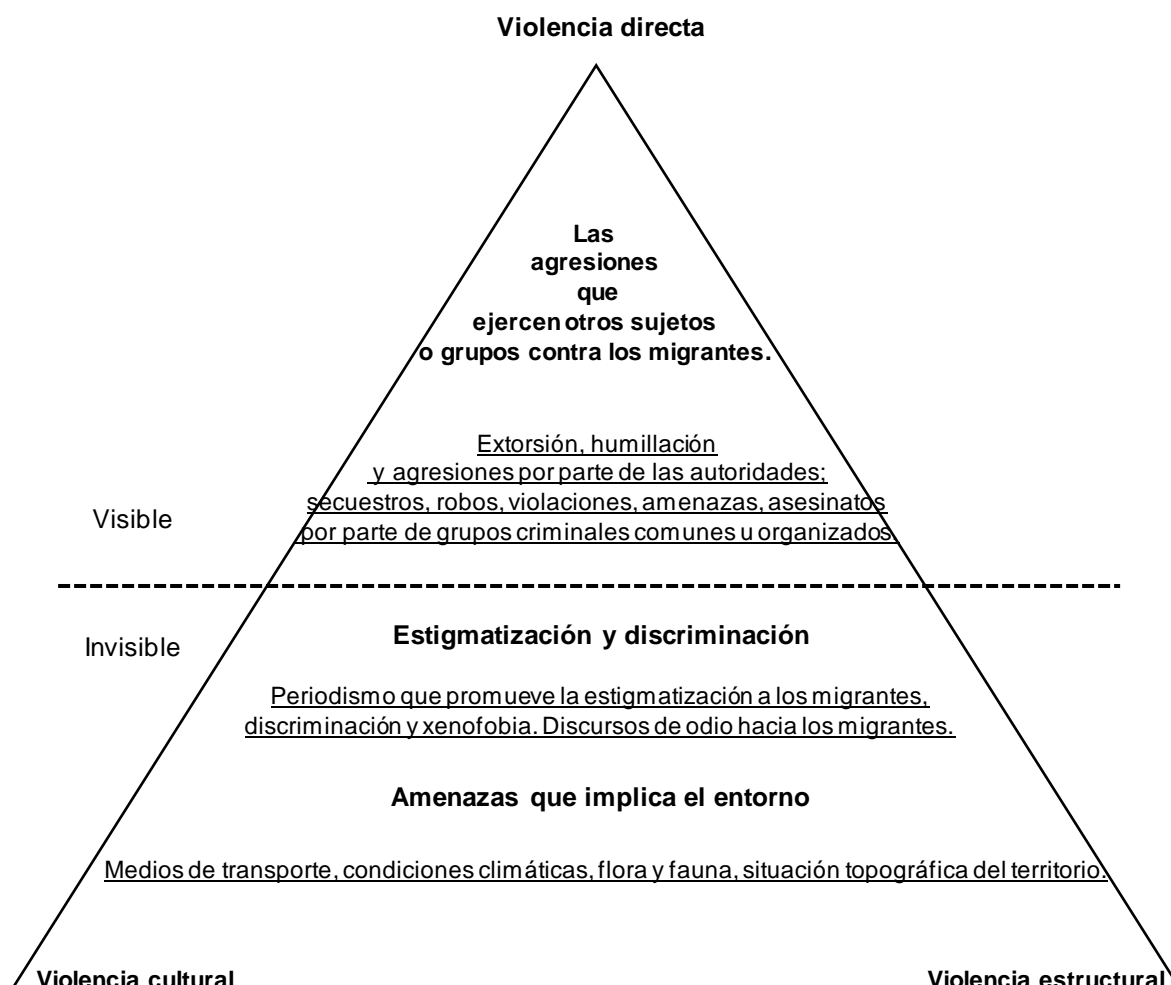 Violencia directa
Las
agresiones
que
ejercen otros sujetos
o grupos contra los migrantes.
Extorsión, humillación
y agresiones por parte de las autoridades;
secuestros, robos, violaciones, amenazas, asesinatos
por parte de grupos criminales comunes u organizados.
Visible
Invisible
Estigmatización y discriminación
Periodismo que promueve la estigmatización a los migrantes,
discriminación y xenofobia. Discursos de odio hacia los migrantes.
Amenazas que implica el entorno
Medios de transporte, condiciones climáticas, flora y fauna, situación topográfica del territorio.
Violencia cultural
Violencia estructural